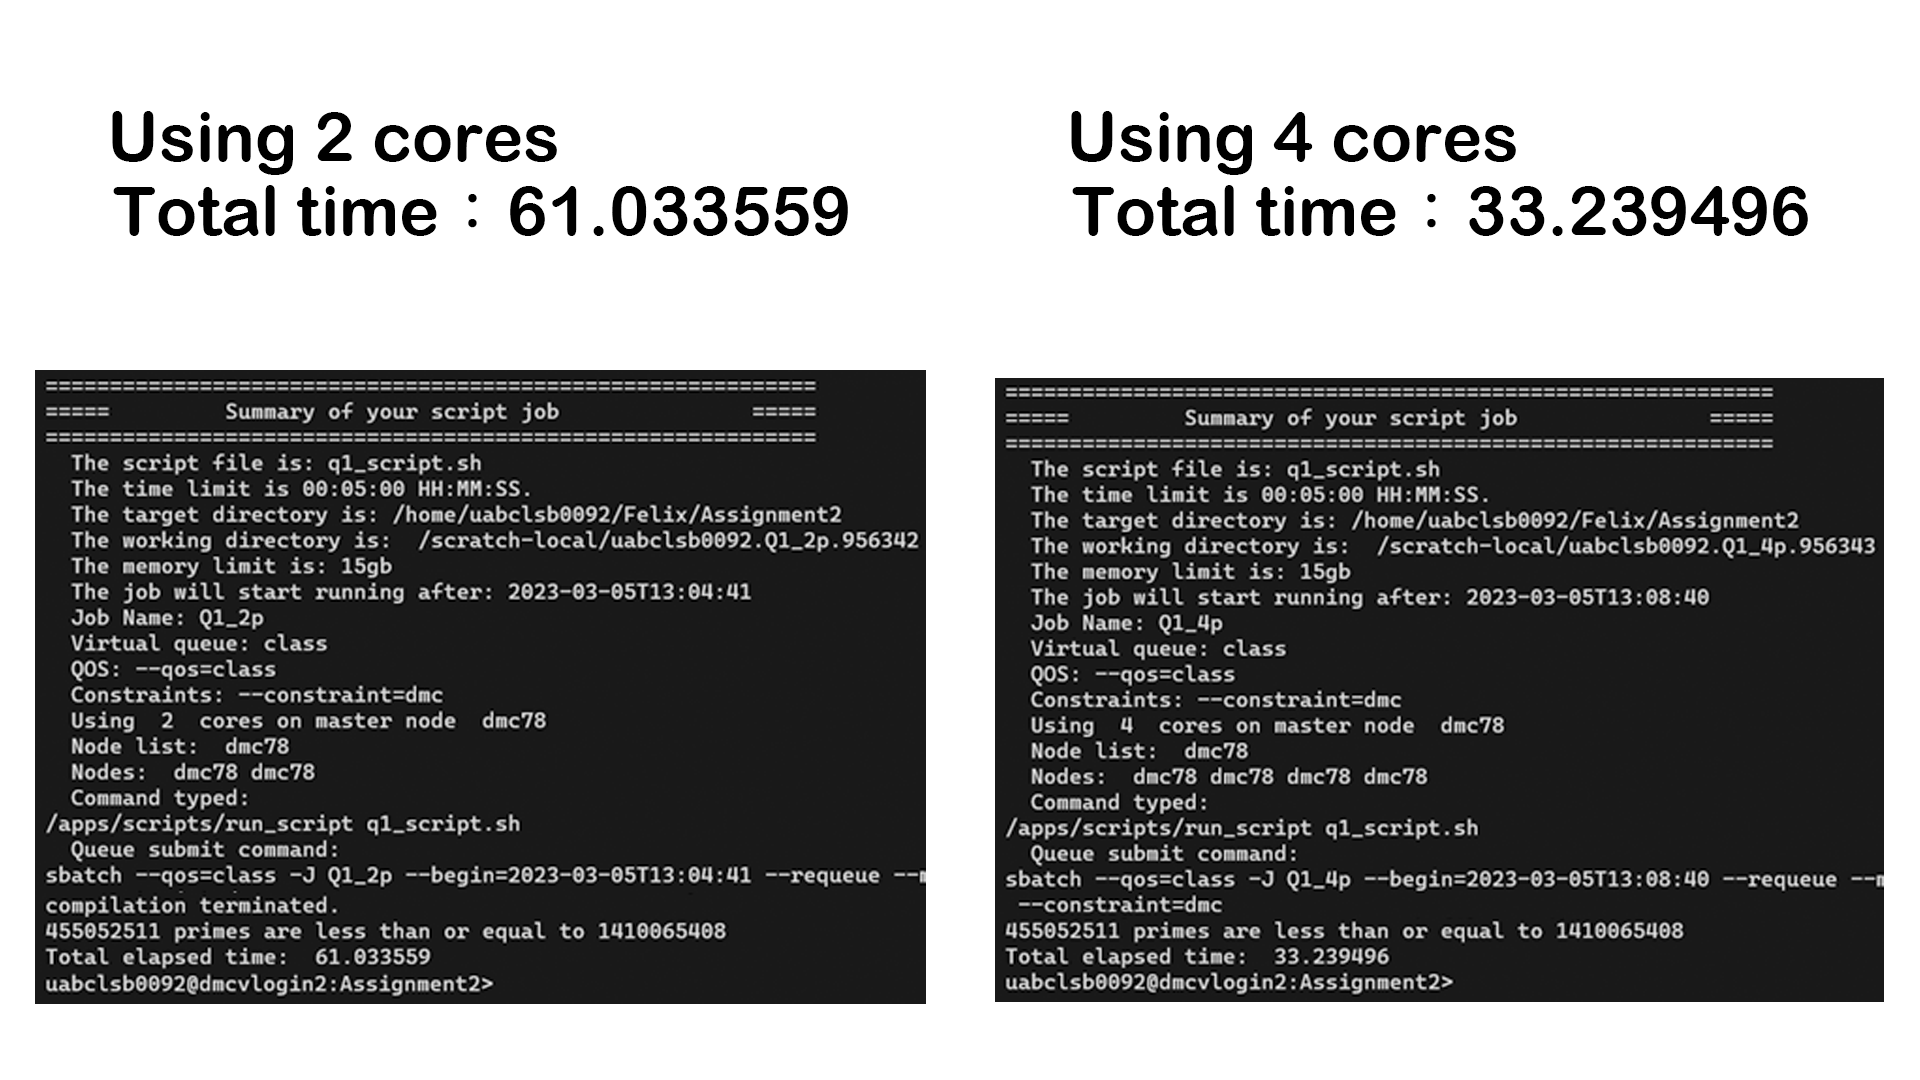 Using 2 cores
Total time：61.033559
Using 4 cores
Total time：33.239496
============================================================
=====         Summary of your script job               =====
============================================================
The script file is: q1_script.sh
The time limit is 00:05:00 HH:MM:SS.
The target directory is: /home/uabclsb0092/Felix/Assignment2
The working directory is:  /scratch-local/uabclsb0092.Q1_2p.956342
The memory limit is: 15gb
The job will start running after: 2023-03-05T13:04:41
Job Name: Q1_2p
Virtual queue: class
QOS: --qos=class
Constraints: --constraint=dmc
Using  2  cores on master node  dmc78
Node list:  dmc78
Nodes:  dmc78 dmc78
Command typed:
/apps/scripts/run_script q1_script.sh
Queue submit command:
sbatch --qos=class -J Q1_2p --begin=2023-03-05T13:04:41 --requeue
compilation terminated.
455052511 primes are less than or equal to 1410065408
Total elapsed time:  61.033559
uabclsb0092@dmcvlogin2:Assignment2>
============================================================
=====         Summary of your script job               =====
============================================================
The script file is: q1_script.sh
The time limit is 00:05:00 HH:MM:SS.
The target directory is: /home/uabclsb0092/Felix/Assignment2
The working directory is:  /scratch-local/uabclsb0092.Q1_4p.956343
The memory limit is: 15gb
The job will start running after: 2023-03-05T13:08:40
Job Name: Q1_4p
Virtual queue: class
QOS: --qos=class
Constraints: --constraint=dmc
Using  4  cores on master node  dmc78
Node list:  dmc78
Nodes:  dmc78 dmc78 dmc78 dmc78
Command typed:
/apps/scripts/run_script q1_script.sh
Queue submit command:
sbatch --qos=class -J Q1_4p --begin=2023-03-05T13:08:40 --requeue
--constraint=dmc
455052511 primes are less than or equal to 1410065408
Total elapsed time:  33.239496
uabclsb0092@dmcvlogin2:Assignment2>